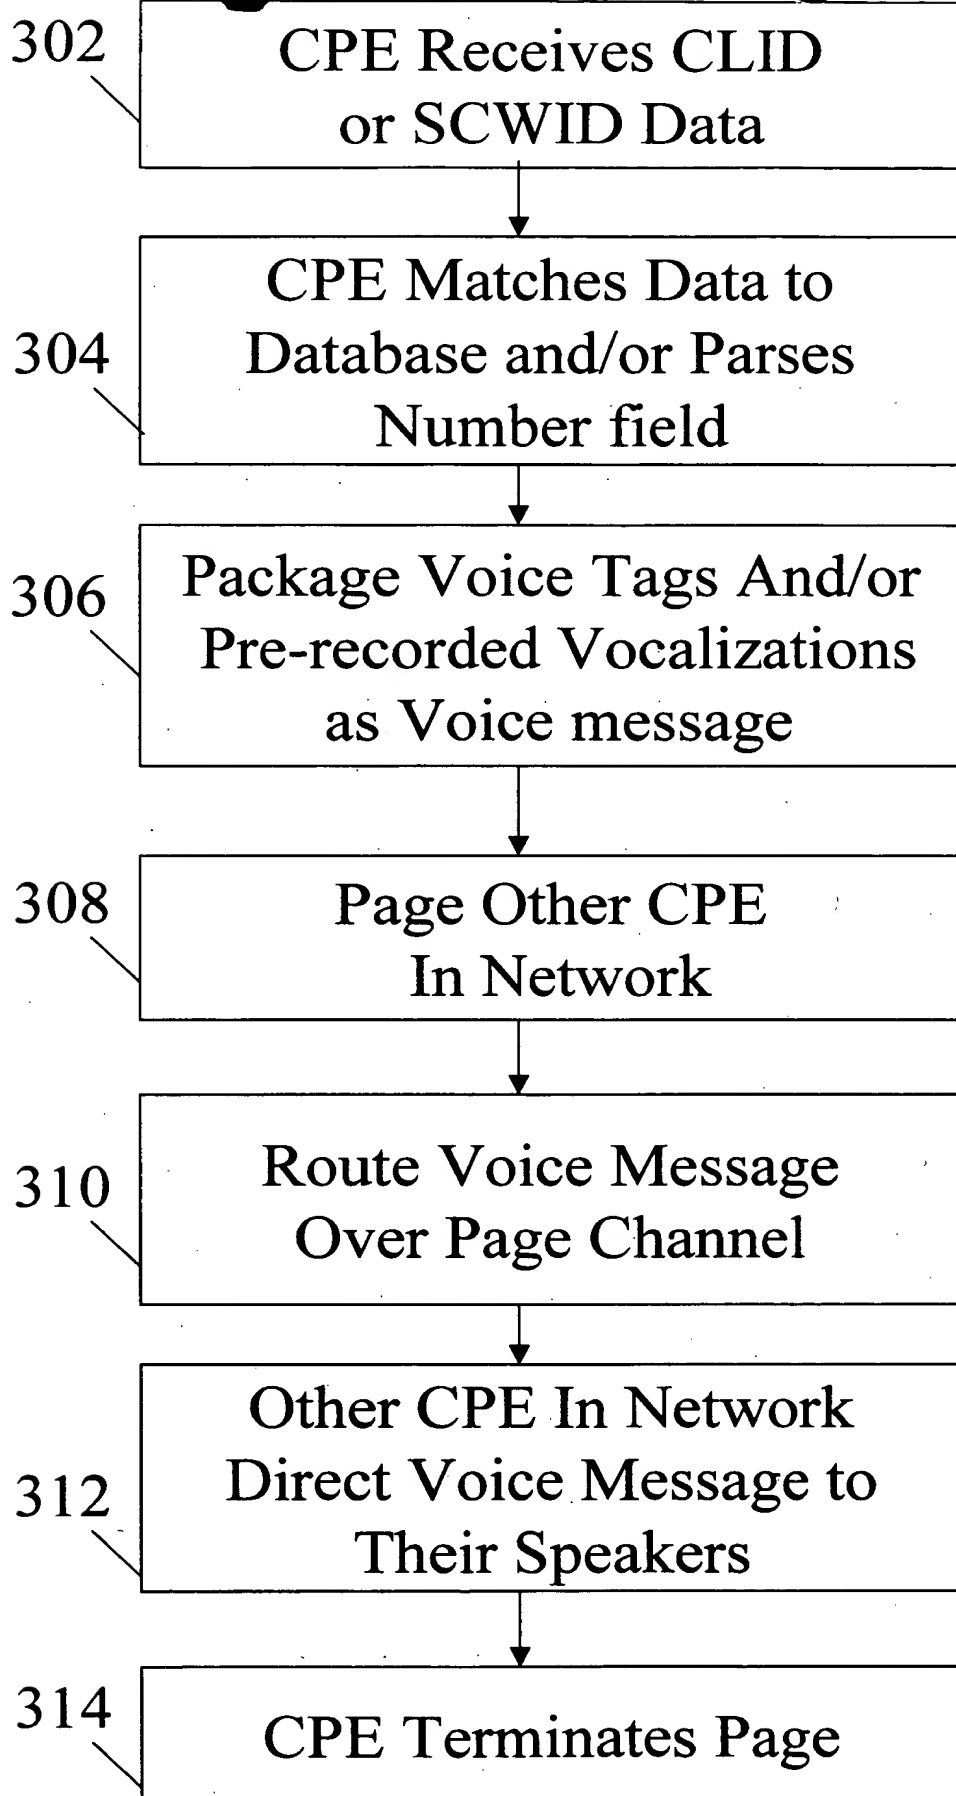 302
CPE Receives CLID
or SCWID Data
304
CPE Matches Data to
Database and/or Parses
Number field
306
Package Voice Tags And/or
Pre-recorded Vocalizations
as Voice message
308
Page Other CPE
In Network
310
Route Voice Message
Over Page Channel
312
Other CPE In Network
Direct Voice Message to
Their Speakers
314
CPE Terminates Page